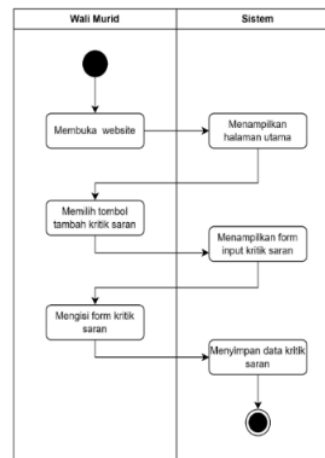 Wali Murid
Sistem
Membuka website
Menampilkan
halaman utama
Memilih tombol
tambah kritik saran
Menampilkan form
input kritik saran
Mengisi form kritik
saran
Menyimpan data kritik
saran